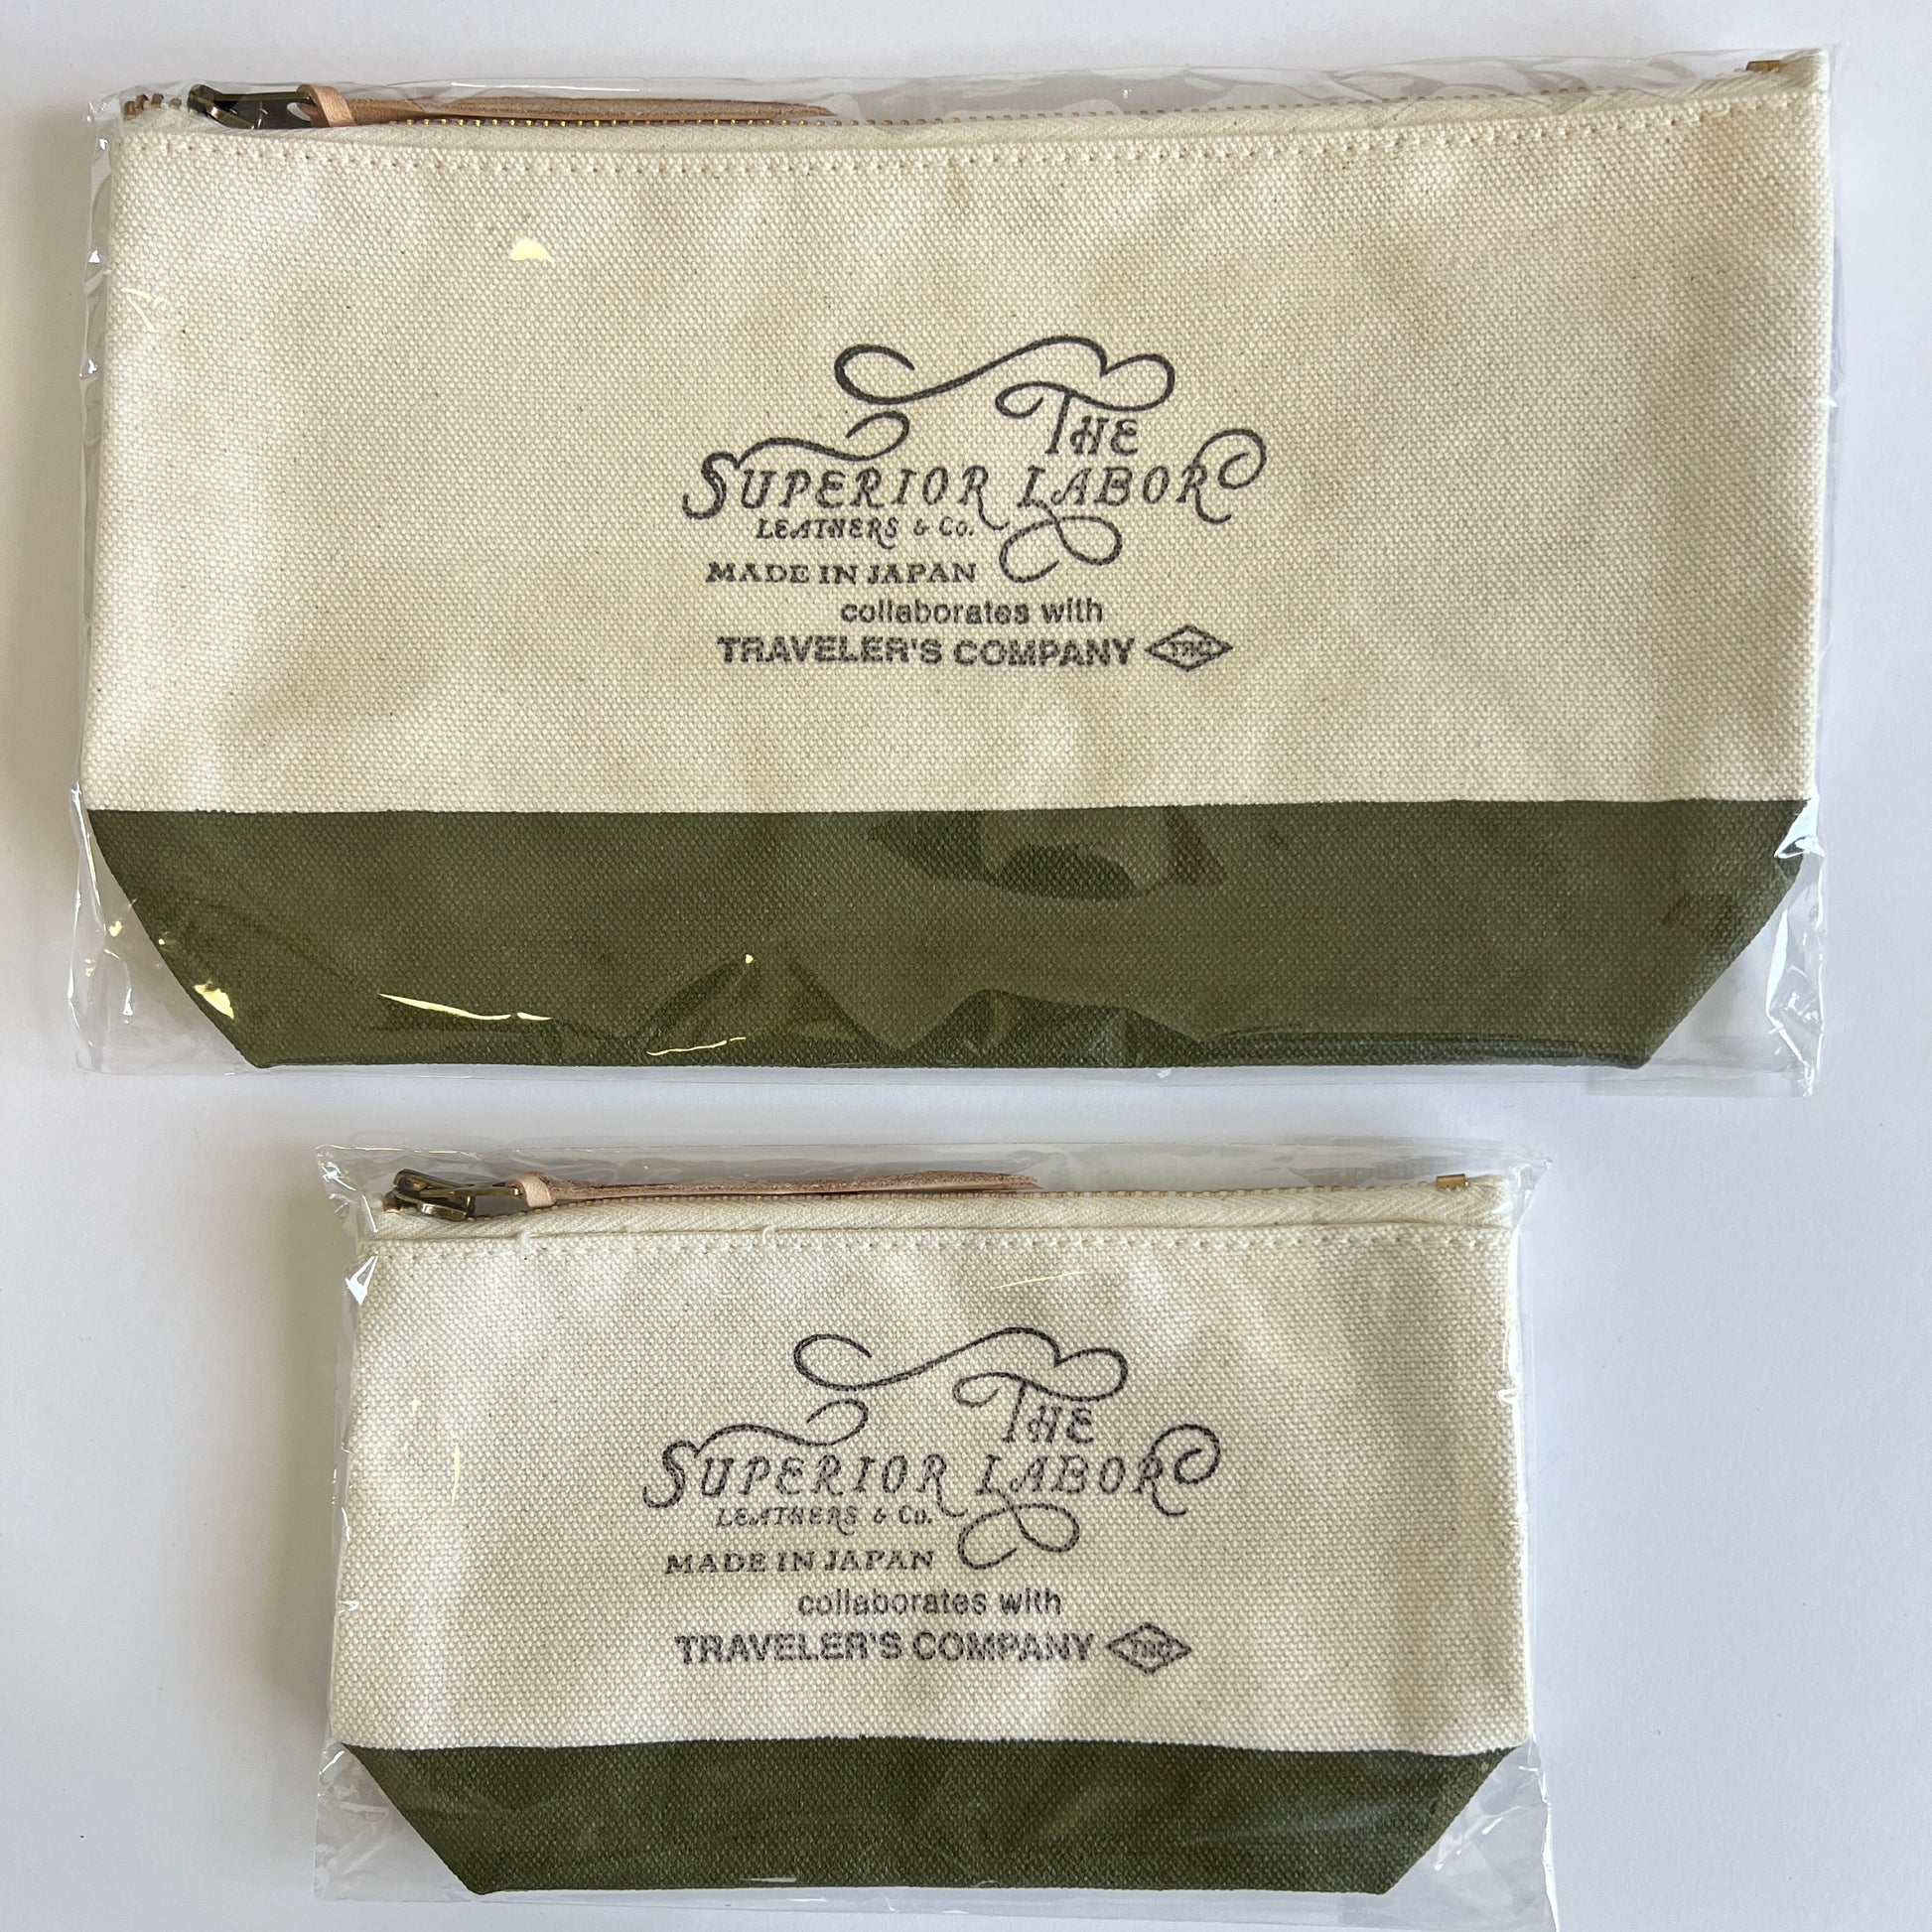 THE
SUPERIOR LABOR
LEATHERS & CO.
MADE IN JAPAN
collaborates with
TRAVELER'S COMPANY TRC
THE
SUPERIOR LABOR
LEATHERS & CO.
MADE IN JAPAN
collaborates with
TRAVELER'S COMPANY TRC